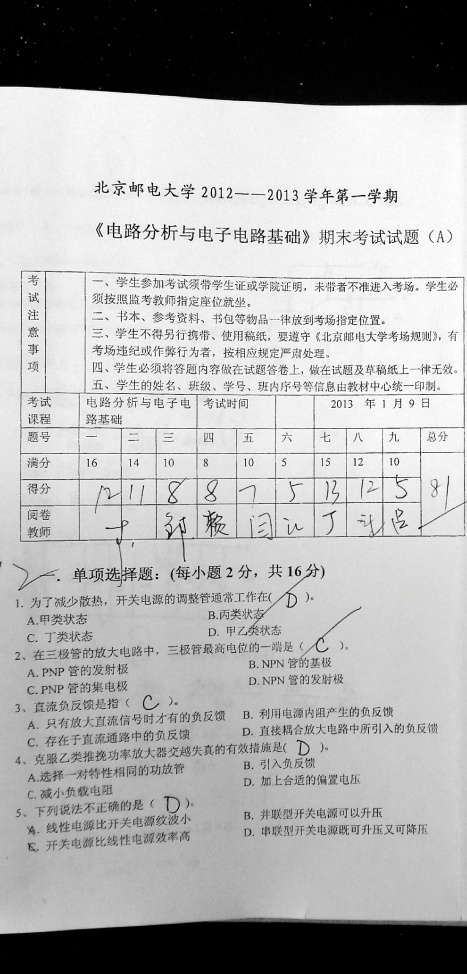 北京邮电大学 2012——2013 学年第一学期
《电路分析与电子电路基础》期末考试试题（A）
考试注意事项
一、学生参加考试须带学生证或学院证明，未带者不准进入考场。学生必
须按照监考教师指定座位就坐。
二、书本、参考资料、书包等物品一律放到考场指定位置。
三、学生不得另行携带、使用稿纸，要遵守《北京邮电大学考场规则》，有
考场违纪或作弊行为者，按相应规定严肃处理。
四、学生必须将答题内容做在试题答卷上，做在试题及草稿纸上一律无效。
五、学生的姓名、班级、学号、班内序号等信息由教材中心统一印制。
考试课程 电路分析与电子电路基础 考试时间 2013 年 1 月 9 日
题号 一 二 三 四 五 六 七 八 九 总分
满分 16 14 10 8 10 5 15 12 10
得分 12 11 8 8 7 5 13 12 5 81
阅卷教师
一. 单项选择题：(每小题 2 分，共 16 分)
1. 为了减少散热，开关电源的调整管通常工作在( D )。
A.甲类状态 B.丙类状态
C. 丁类状态 D. 甲乙类状态
2、在三极管的放大电路中，三极管最高电位的一端是（ C ）。
A. PNP 管的发射极 B. NPN 管的基极
C. PNP 管的集电极 D. NPN 管的发射极
3、直流负反馈是指（ C ）。
A. 只有放大直流信号时才有的负反馈 B. 利用电源内阻产生的负反馈
C. 存在于直流通路中的负反馈 D. 直接耦合放大电路中所引入的负反馈
4、克服乙类推挽功率放大器交越失真的有效措施是( D )。
A.选择一对特性相同的功放管 B. 引入负反馈
C. 减小负载电阻 D. 加上合适的偏置电压
5、下列说法不正确的是（ D ）。
A. 线性电源比开关电源纹波小 B. 并联型开关电源可以升压
C. 开关电源比线性电源效率高 D. 串联型开关电源既可升压又可降压